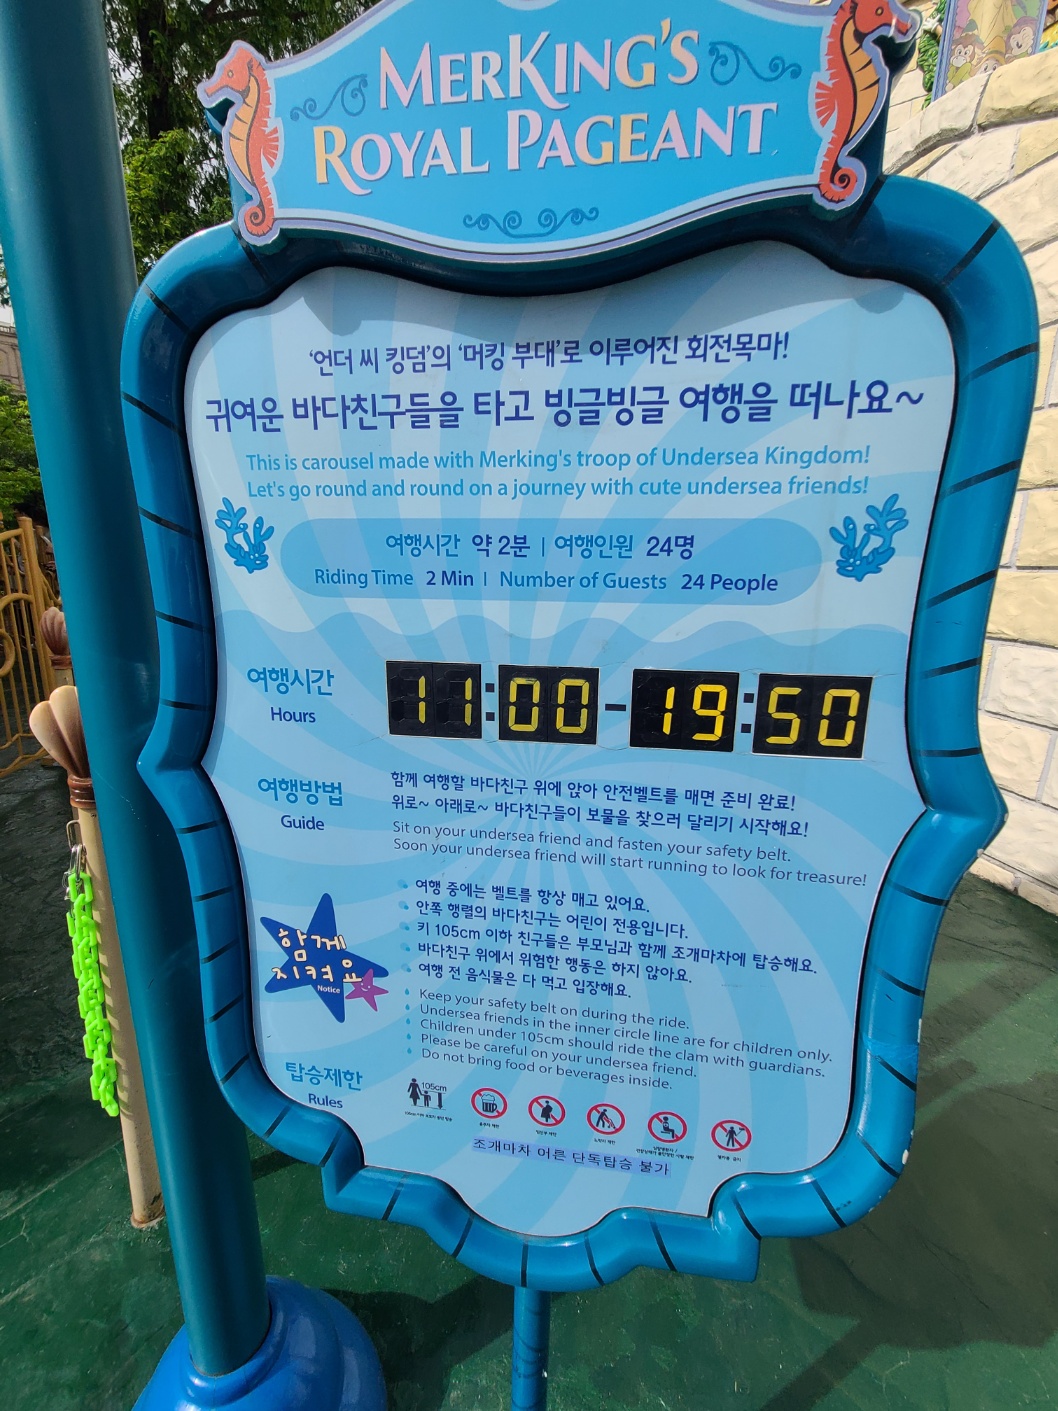 MERKING'S
ROYAL PAGEANT
'언더 씨 킹덤'의 '머킹 부대'로 이루어진 회전목마!
귀여운 바다친구들을 타고 빙글빙글 여행을 떠나요~
This is carousel made with Merking's troop of Undersea Kingdom!
Let's go round and round on a journey with cute undersea friends!
여행시간 약 2분 | 여행인원 24명
Riding Time 2 Min | Number of Guests 24 People
여행시간
Hours
11:00-19:50
여행방법
Guide
함께 여행할 바다친구 위에 앉아 안전벨트를 매면 준비 완료!
위로~ 아래로~ 바다친구들이 보물을 찾으러 달리기 시작해요!
Sit on your undersea friend and fasten your safety belt.
Soon your undersea friend will start running to look for treasure!
함께
지켜요
Notice
여행 중에는 벨트를 항상 매고 있어요.
안쪽 행렬의 바다친구는 어린이 전용입니다.
키 105cm 이하 친구들은 부모님과 함께 조개마차에 탑승해요.
바다친구 위에서 위험한 행동은 하지 않아요.
여행 전 음식물은 다 먹고 입장해요.
Keep your safety belt on during the ride.
Undersea friends in the inner circle line are for children only.
Children under 105cm should ride the clam with guardians.
Please be careful on your undersea friend.
Do not bring food or beverages inside.
탑승제한
Rules
105cm
조개마차 어른 단독탑승 불가